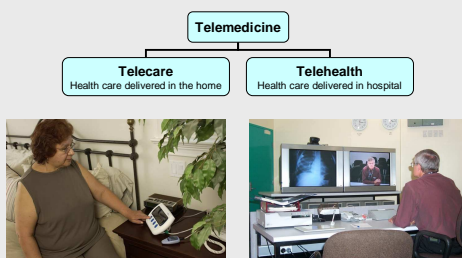 Telemedicine
Telecare
Health care delivered in the home
Telehealth
Health care delivered in hospital